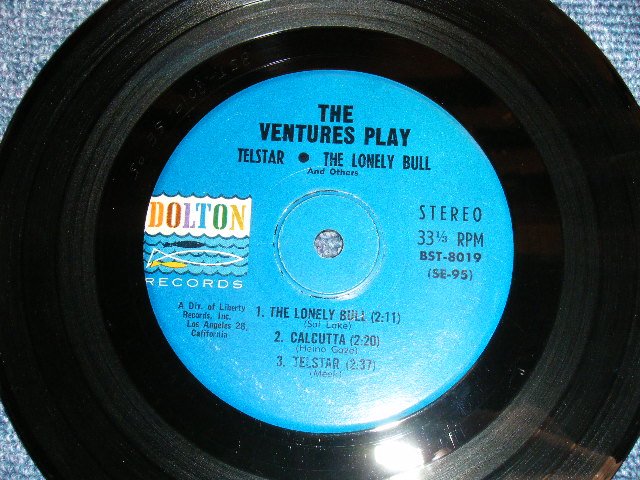 THE
VENTURES PLAY
TELSTAR • THE LONELY BULL
And Others
DOLTON
RECORDS
STEREO
33⅓ RPM
BST-8019
(SE-95)
A Div. of Liberty
Records, Inc.
Los Angeles 28,
California
1. THE LONELY BULL (2:11)
(Sol Lake)
2. CALCUTTA (2:20)
(Heino Gaze)
3. TELSTAR (2:37)
(Meek)